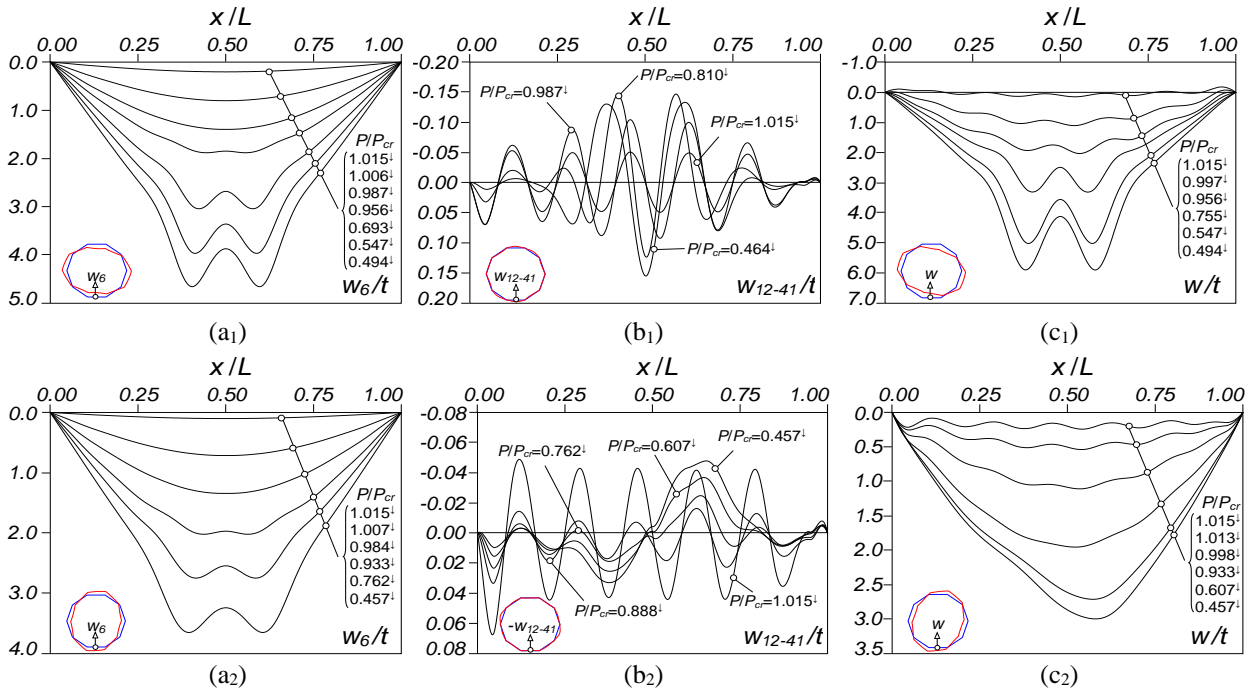 x/L
x/L
x/L
0.00 0.25 0.50 0.75 1.00
0.00 0.25 0.50 0.75 1.00
0.00 0.25 0.50 0.75 1.00
0.0
1.0
2.0
3.0
4.0
5.0
P/Pcr
1.015↓
1.006↓
0.987↓
0.956↓
0.693↓
0.547↓
0.494↓
w6
w6/t
(a1)
-0.20
-0.15
-0.10
-0.05
0.00
0.05
0.10
0.15
0.20
P/Pcr=0.810↓
P/Pcr=0.987↓
P/Pcr=1.015↓
P/Pcr=0.464↓
w12-41
w12-41/t
(b1)
-1.0
0.0
1.0
2.0
3.0
4.0
5.0
6.0
7.0
P/Pcr
1.015↓
0.997↓
0.956↓
0.755↓
0.547↓
0.494↓
w
w/t
(c1)
x/L
x/L
x/L
0.00 0.25 0.50 0.75 1.00
0.00 0.25 0.50 0.75 1.00
0.00 0.25 0.50 0.75 1.00
0.0
1.0
2.0
3.0
4.0
P/Pcr
1.015↓
1.007↓
0.984↓
0.933↓
0.762↓
0.457↓
w6
w6/t
(a2)
-0.08
-0.06
-0.04
-0.02
0.00
0.02
0.04
0.06
0.08
P/Pcr=0.762↓
P/Pcr=0.607↓
P/Pcr=0.457↓
P/Pcr=0.888↓
P/Pcr=1.015↓
-w12-41
w12-41/t
(b2)
0.0
0.5
1.0
1.5
2.0
2.5
3.0
3.5
P/Pcr
1.015↓
1.013↓
0.998↓
0.933↓
0.607↓
0.457↓
w
w/t
(c2)